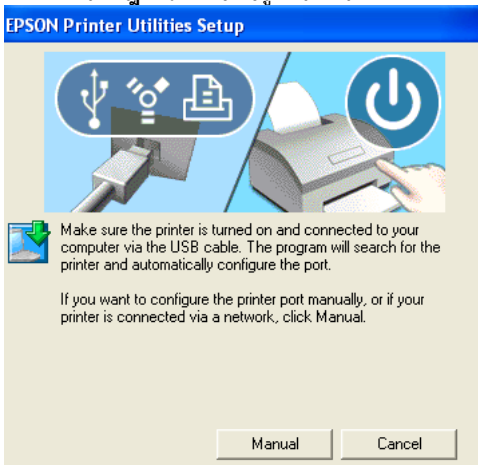 EPSON Printer Utilities Setup
Make sure the printer is turned on and connected to your
computer via the USB cable. The program will search for the
printer and automatically configure the port.
If you want to configure the printer port manually, or if your
printer is connected via a network, click Manual.
Manual
Cancel